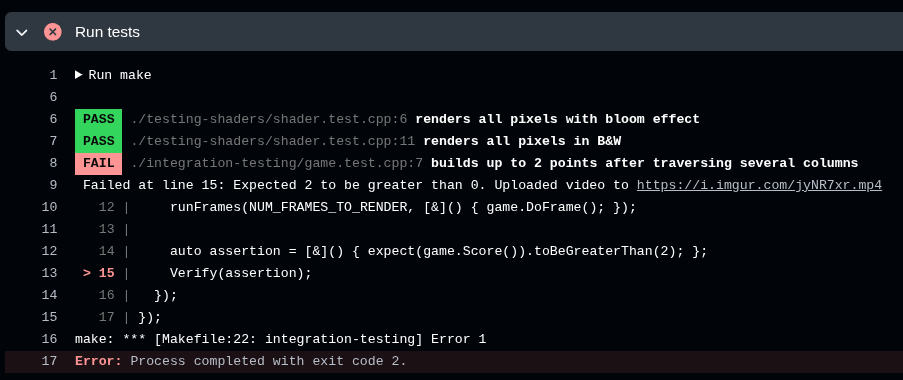 Run tests
1 Run make
6
6 PASS ./testing-shaders/shader.test.cpp:6 renders all pixels with bloom effect
7 PASS ./testing-shaders/shader.test.cpp:11 renders all pixels in B&W
8 FAIL ./integration-testing/game.test.cpp:7 builds up to 2 points after traversing several columns
9 Failed at line 15: Expected 2 to be greater than 0. Uploaded video to https://i.imgur.com/jyNR7xr.mp4
10 12 | runFrames(NUM_FRAMES_TO_RENDER, [&]() { game.DoFrame(); });
11 13 |
12 14 | auto assertion = [&]() { expect(game.Score()).toBeGreaterThan(2); };
13 > 15 | Verify(assertion);
14 16 | });
15 17 | });
16 make: *** [Makefile:22: integration-testing] Error 1
17 Error: Process completed with exit code 2.